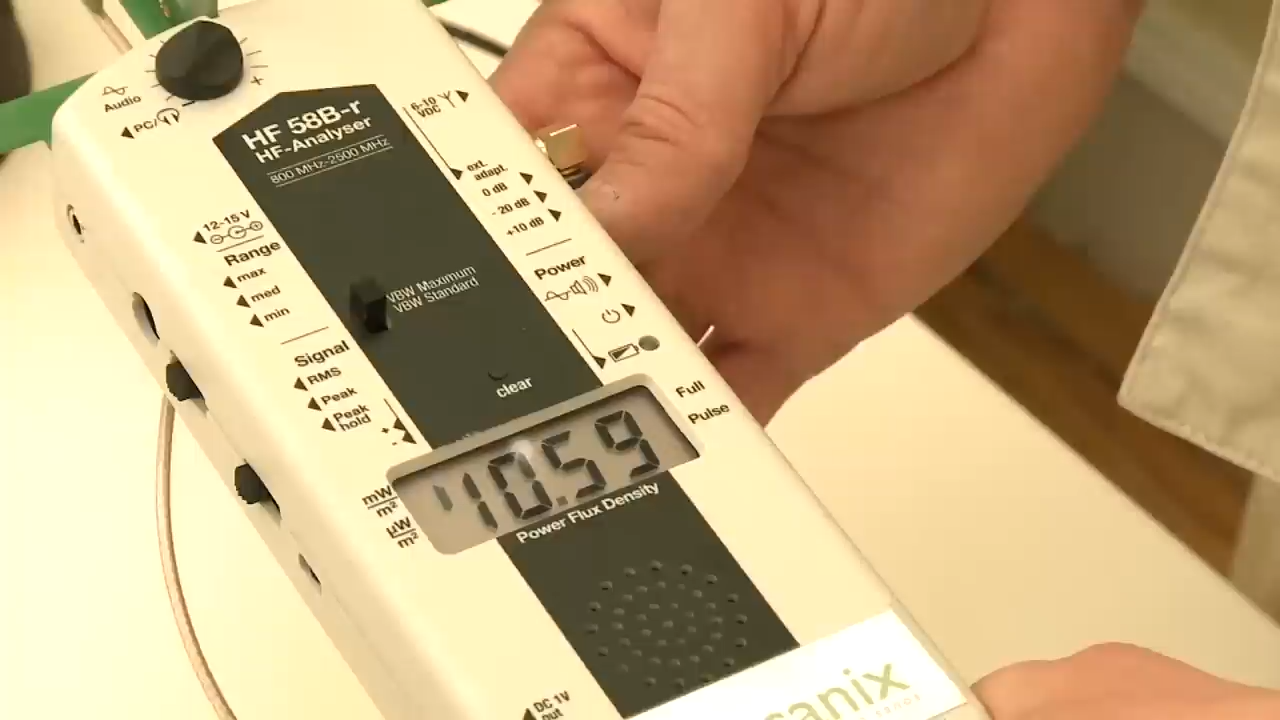 Audio
+
-
PC/
HF 58B-r
HF-Analyser
800 MHz-2500 MHz
6-10
VDC
ext.
adapt.
0 dB
- 20 dB
+10 dB
12-15 V
Range
max
med
min
VBW Maximum
VBW Standard
Power
Signal
RMS
Peak
Peak
hold
+
-
clear
Full
Pulse
10.59
mW
m²
µW
m²
Power Flux Density
DC 1V
out
sanix